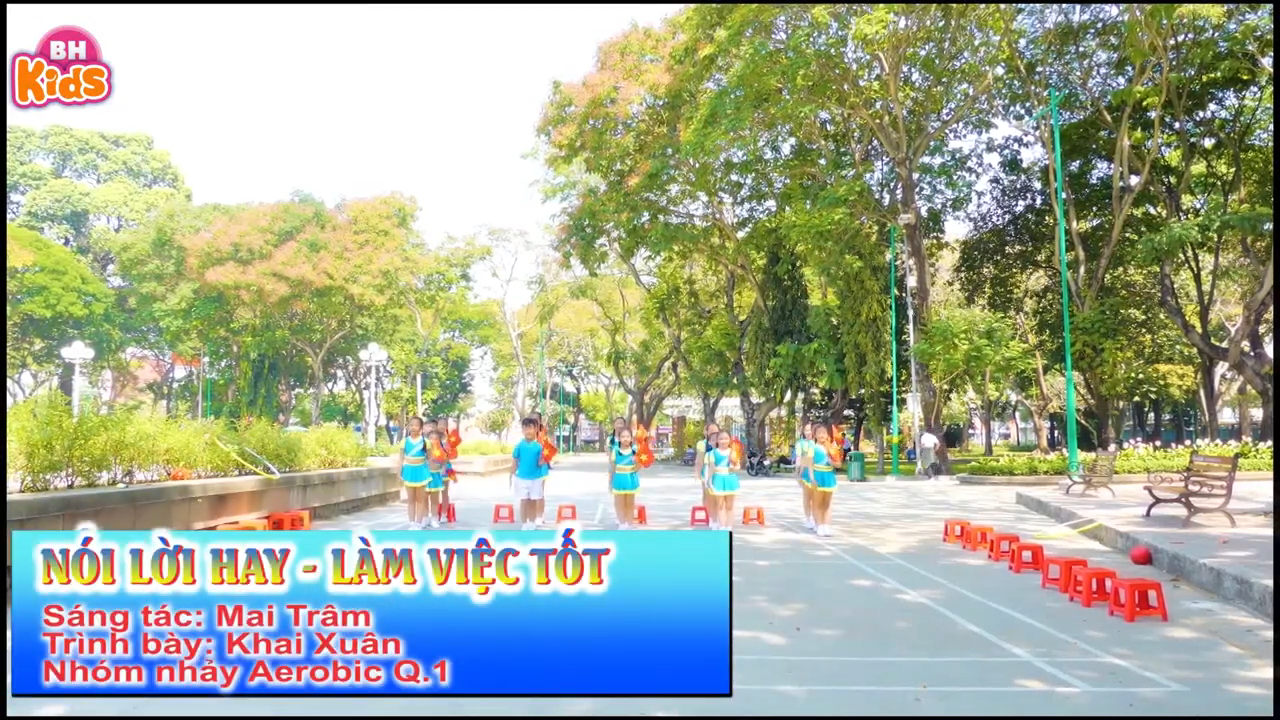 BH
Kids
NÓI LỜI HAY - LÀM VIỆC TỐT
Sáng tác: Mai Trâm
Trình bày: Khai Xuân
Nhóm nhảy Aerobic Q.1